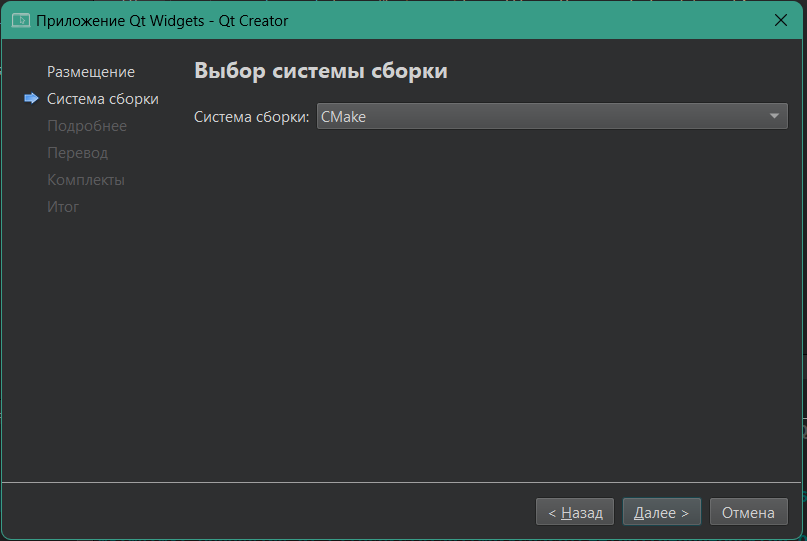 Приложение Qt Widgets - Qt Creator
Размещение
Система сборки
Подробнее
Перевод
Комплекты
Итог
Выбор системы сборки
Система сборки: CMake
< Назад
Далее >
Отмена